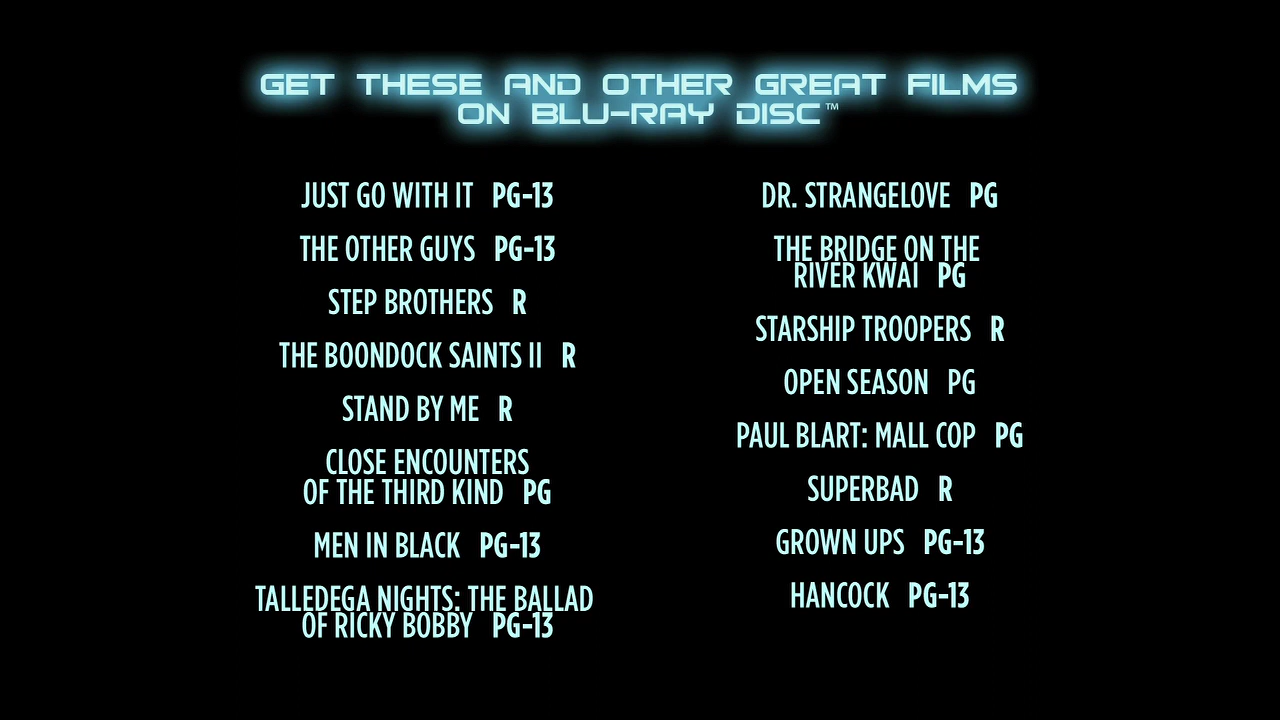 GET THESE AND OTHER GREAT FILMS
ON BLU-RAY DISC™
JUST GO WITH IT PG-13
THE OTHER GUYS PG-13
STEP BROTHERS R
THE BOONDOCK SAINTS II R
STAND BY ME R
CLOSE ENCOUNTERS
OF THE THIRD KIND PG
MEN IN BLACK PG-13
TALLEDEGA NIGHTS: THE BALLAD
OF RICKY BOBBY PG-13
DR. STRANGELOVE PG
THE BRIDGE ON THE
RIVER KWAI PG
STARSHIP TROOPERS R
OPEN SEASON PG
PAUL BLART: MALL COP PG
SUPERBAD R
GROWN UPS PG-13
HANCOCK PG-13